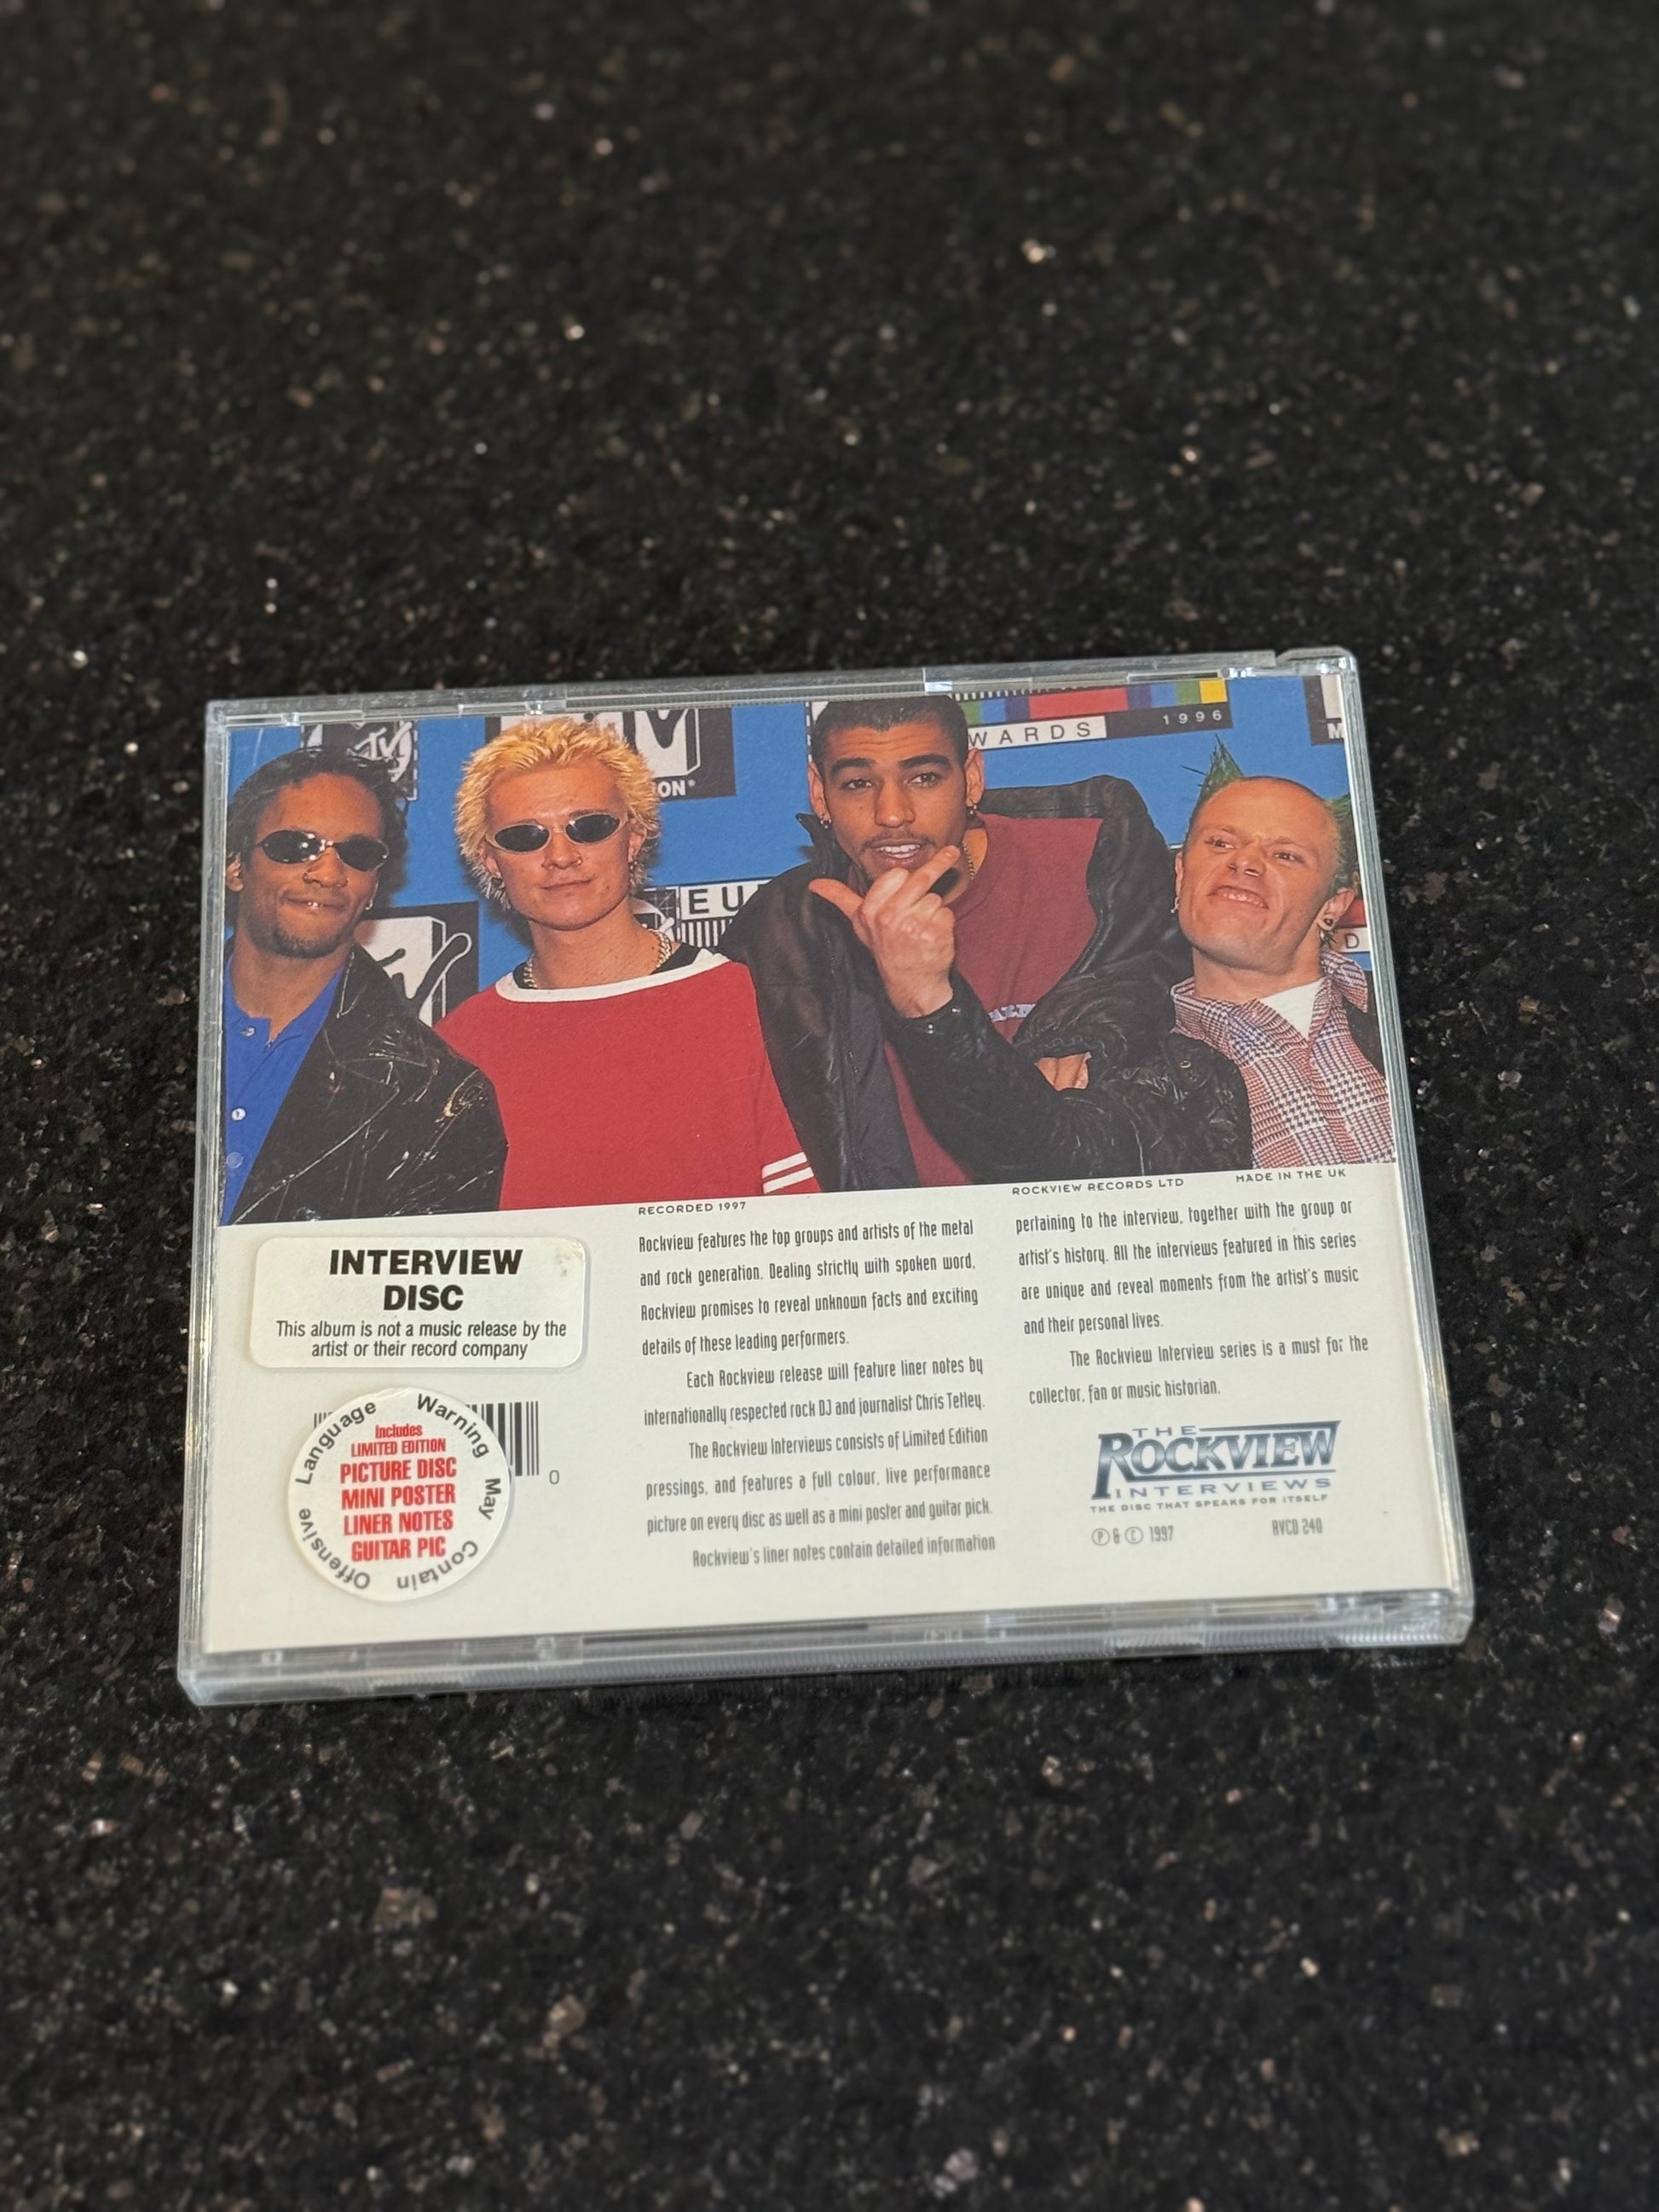 WARDS 1996
ON®
EU
D
RECORDED 1997
ROCKVIEW RECORDS LTD
MADE IN THE UK
INTERVIEW
DISC
This album is not a music release by the
artist or their record company
Warning May Contain Offensive Language
Includes
LIMITED EDITION
PICTURE DISC
MINI POSTER
LINER NOTES
GUITAR PIC
0
Rockview features the top groups and artists of the metal
and rock generation. Dealing strictly with spoken word,
Rockview promises to reveal unknown facts and exciting
details of these leading performers.
Each Rockview release will feature liner notes by
internationally respected rock DJ and journalist Chris Tetley.
The Rockview Interviews consists of Limited Edition
pressings, and features a full colour, live performance
picture on every disc as well as a mini poster and guitar pick.
Rockview's liner notes contain detailed information
pertaining to the interview, together with the group or
artist's history. All the interviews featured in this series
are unique and reveal moments from the artist's music
and their personal lives.
The Rockview Interview series is a must for the
collector, fan or music historian.
THE
ROCKVIEW
INTERVIEWS
THE DISC THAT SPEAKS FOR ITSELF
Ⓟ & © 1997
RVCD 240